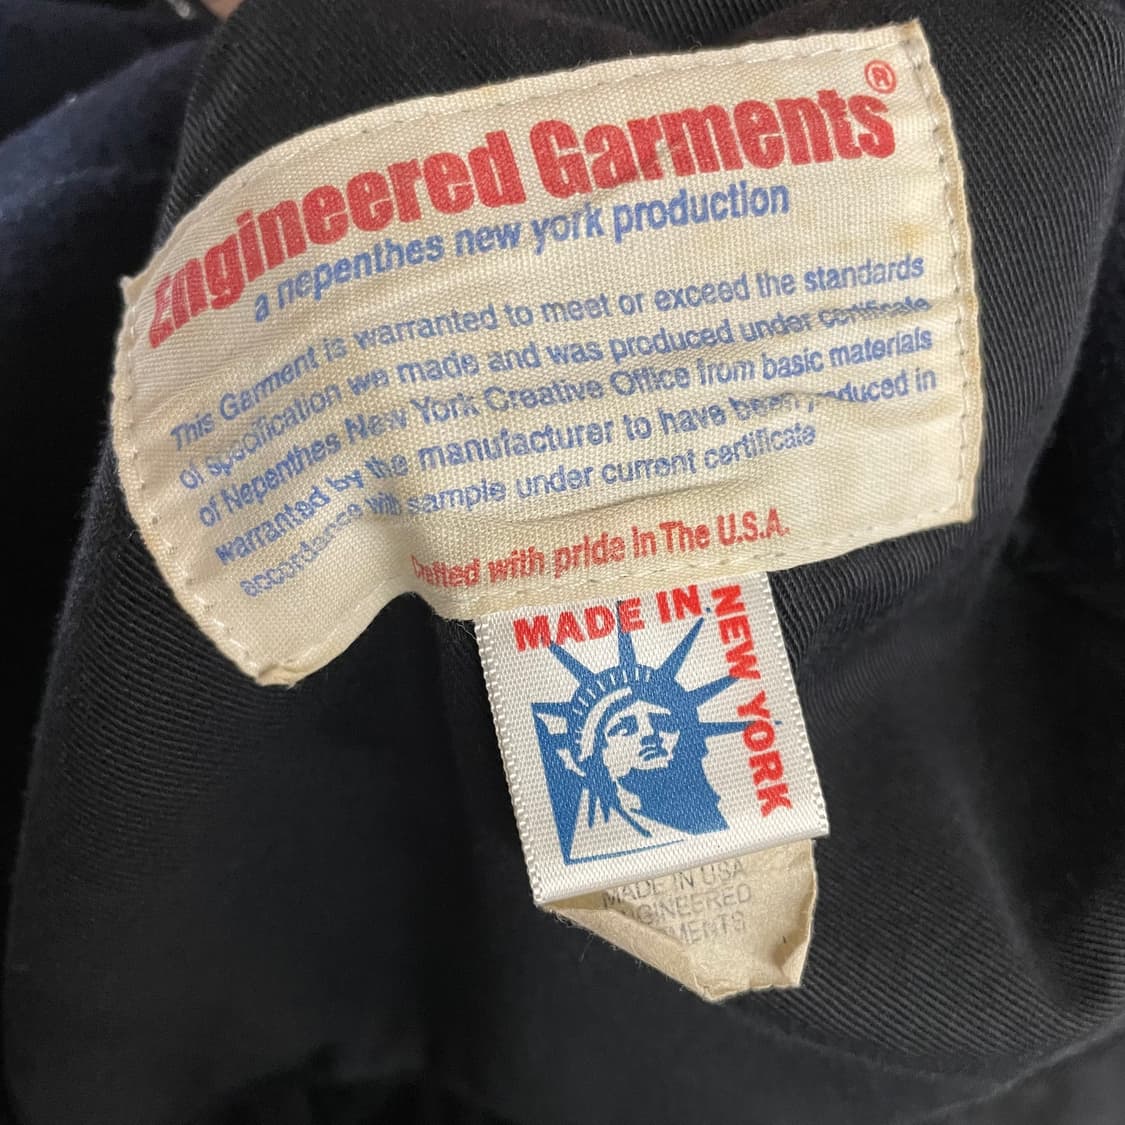 Engineered Garments®
a nepenthes new york production
This Garment is warranted to meet or exceed the standards
of specification we made and was produced under certificate
of Nepenthes New York Creative Office from basic materials
warranted by the manufacturer to have been produced in
accordense with sample under current certificate
Crafted with pride in The U.S.A.
MADE IN
NEW YORK
MADE IN USA
GINEERED
MENTS